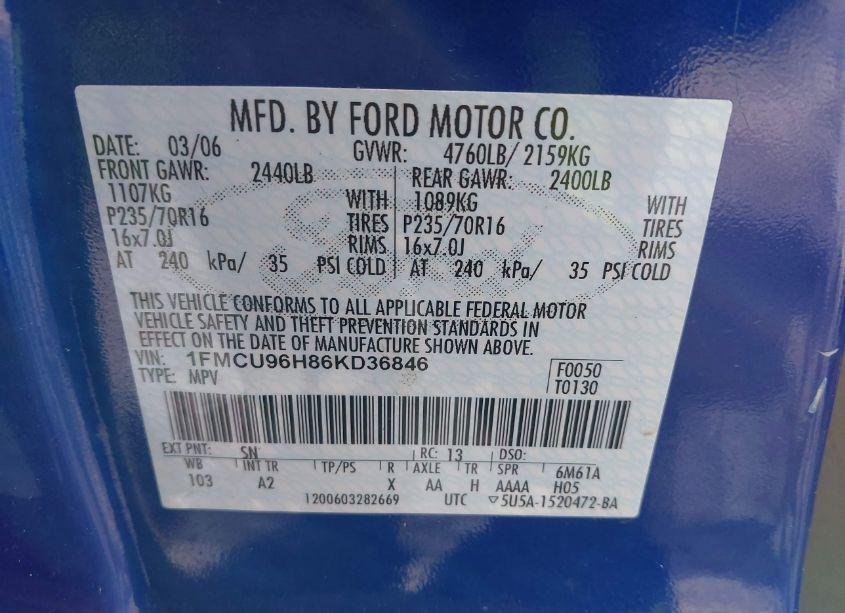 MFD. BY FORD MOTOR CO.
DATE: 03/06 GVWR: 4760LB/ 2159KG
FRONT GAWR: 2440LB REAR GAWR: 2400LB
1107KG WITH 1089KG WITH
P235/70R16 TIRES P235/70R16 TIRES
16x7.0J RIMS 16x7.0J RIMS
AT 240 kPa/ 35 PSI COLD AT 240 kPa/ 35 PSI COLD
THIS VEHICLE CONFORMS TO ALL APPLICABLE FEDERAL MOTOR
VEHICLE SAFETY AND THEFT PREVENTION STANDARDS IN
EFFECT ON THE DATE OF MANUFACTURE SHOWN ABOVE.
VIN: 1FMCU96H86KD36846
TYPE: MPV
F0050
T0130
EXT PNT: SN RC: 13 DSO:
WB INT TR TP/PS R AXLE TR SPR 6M61A
103 A2 X AA H AAAA H05
1200603282669 UTC ▽5U5A-1520472-BA